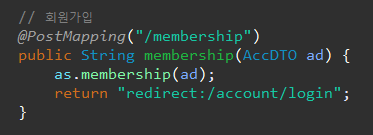 // 회원가입
@PostMapping("/membership")
public String membership(AccDTO ad) {
as.membership(ad);
return "redirect:/account/login";
}